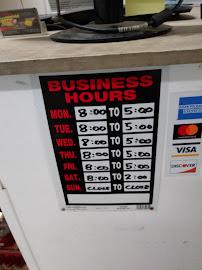 BUSINESS
HOURS
MON. 8:00 TO 5:00
TUE. 8:00 TO 5:00
WED. 8:00 TO 5:00
THU. 8:00 TO 5:00
FRI. 8:00 TO 5:00
SAT. 8:00 TO 2:00
SUN. CLOSE TO CLOSE
VISA